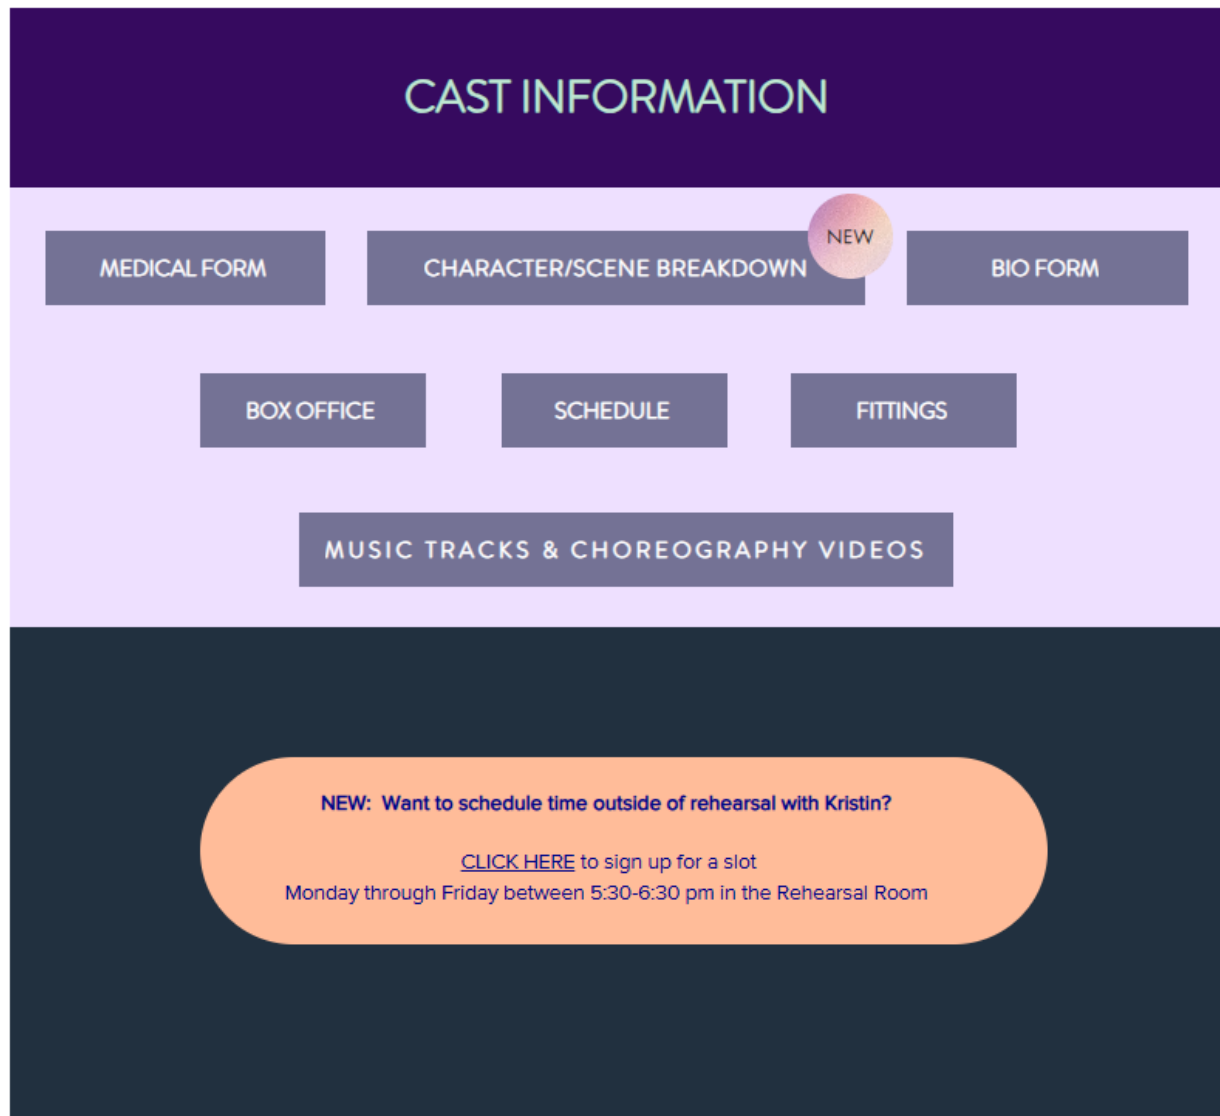 CAST INFORMATION
NEW
MEDICAL FORM
CHARACTER/SCENE BREAKDOWN
BIO FORM
BOX OFFICE
SCHEDULE
FITTINGS
MUSIC TRACKS & CHOREOGRAPHY VIDEOS
NEW:  Want to schedule time outside of rehearsal with Kristin?
CLICK HERE to sign up for a slot
Monday through Friday between 5:30-6:30 pm in the Rehearsal Room